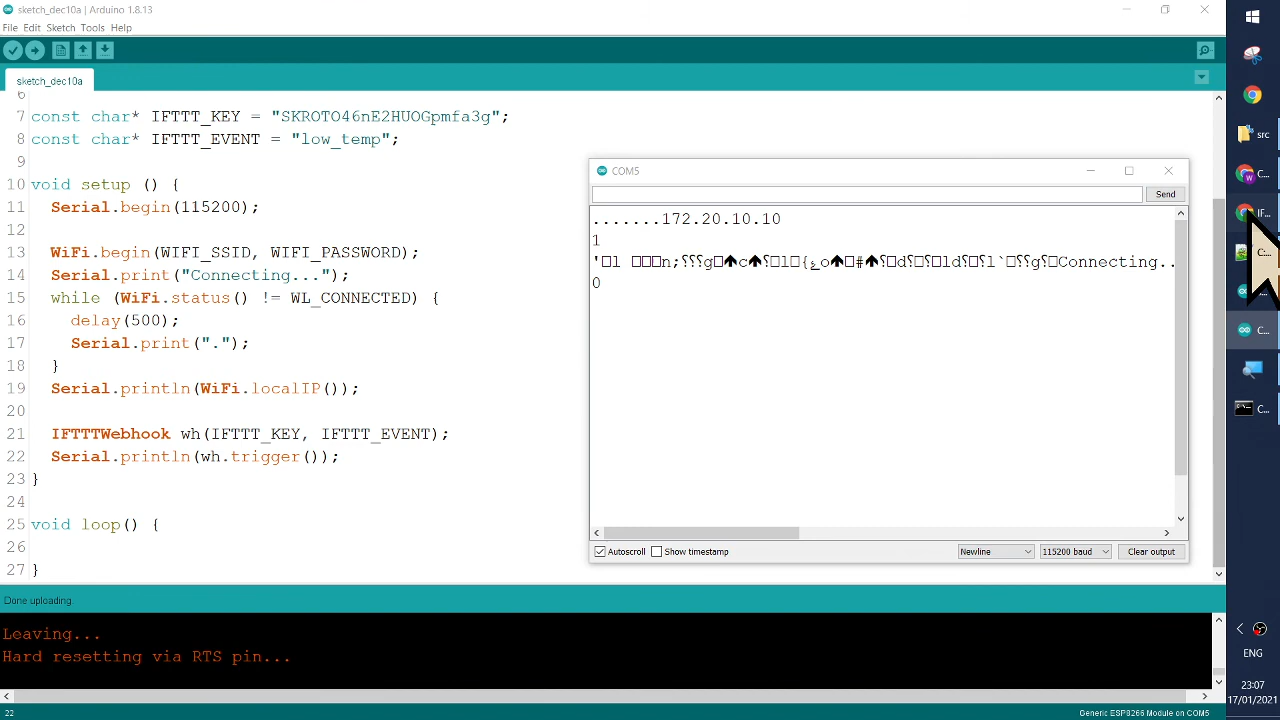 sketch_dec10a | Arduino 1.8.13
File Edit Sketch Tools Help
sketch_dec10a
6
7 const char* IFTTT_KEY = "SKROTO46nE2HUOGpmfa3g";
8 const char* IFTTT_EVENT = "low_temp";
9
10 void setup () {
11 Serial.begin(115200);
12
13 WiFi.begin(WIFI_SSID, WIFI_PASSWORD);
14 Serial.print("Connecting...");
15 while (WiFi.status() != WL_CONNECTED) {
16 delay(500);
17 Serial.print(".");
18 }
19 Serial.println(WiFi.localIP());
20
21 IFTTTWebhook wh(IFTTT_KEY, IFTTT_EVENT);
22 Serial.println(wh.trigger());
23 }
24
25 void loop() {
26
27 }
COM5
Send
.......172.20.10.10
1
Connecting..
0
Autoscroll Show timestamp Newline 115200 baud Clear output
Done uploading.
Leaving...
Hard resetting via RTS pin...
22 Generic ESP8266 Module on COM5
src
C...
IF...
C...
C...
ENG
23:07
17/01/2021